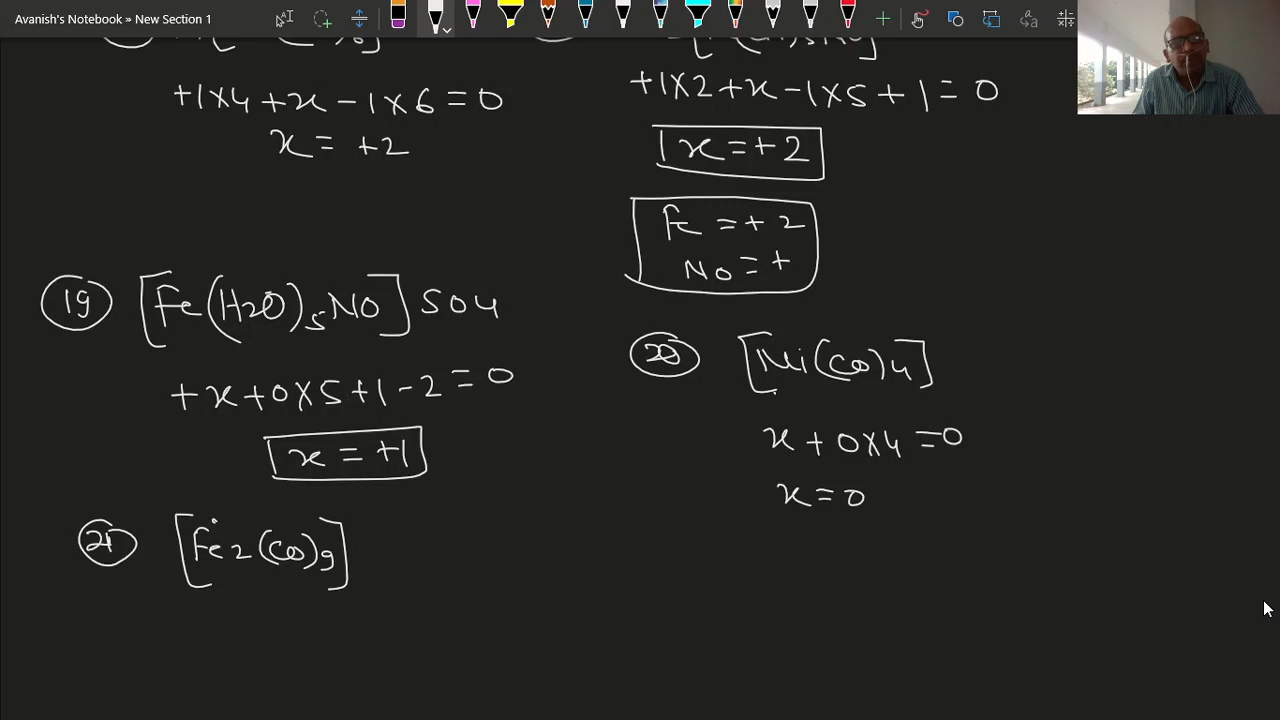 Avanish's Notebook » New Section 1
+1×4+x-1×6=0
x= +2
+1×2+x-1×5+1=0
x=+2
Fe =+2
NO=+
19 [Fe(H2O)5NO]SO4
+x+0×5+1-2=0
x=+1
20 [Ni(CO)4]
x+0×4=0
x=0
21 [Fe2(CO)9]